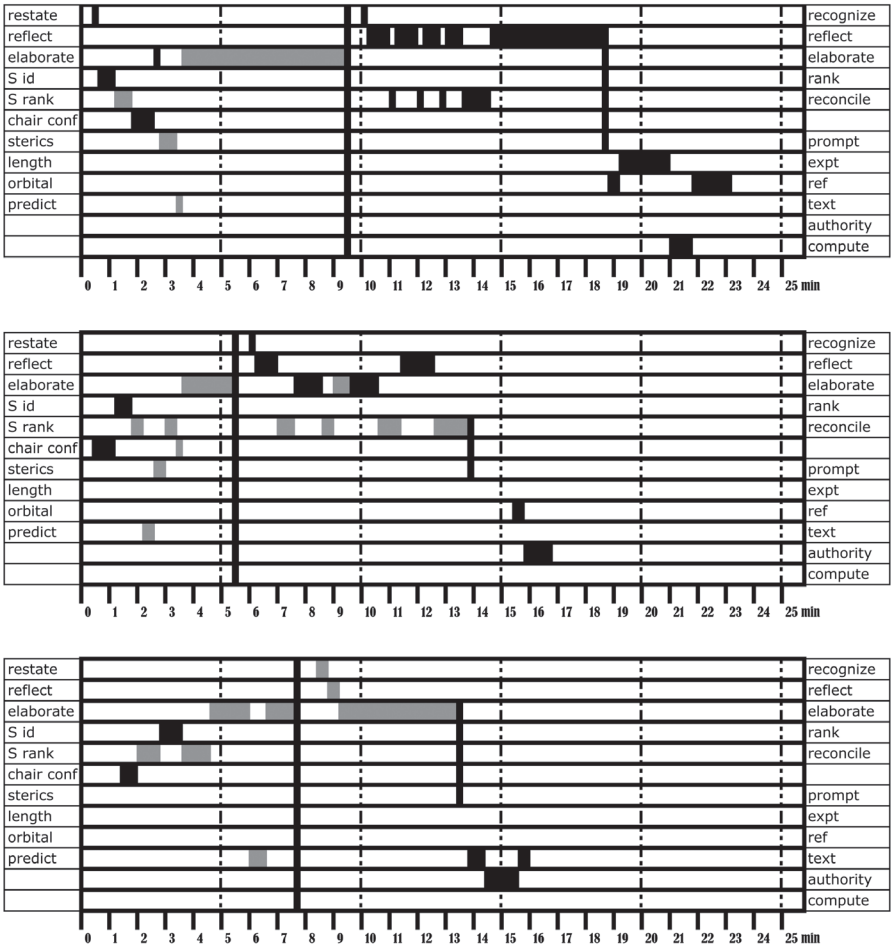 restate recognize
reflect reflect
elaborate elaborate
S id rank
S rank reconcile
chair conf
sterics prompt
length expt
orbital ref
predict text
authority
compute
0 1 2 3 4 5 6 7 8 9 10 11 12 13 14 15 16 17 18 19 20 21 22 23 24 25 min
restate recognize
reflect reflect
elaborate elaborate
S id rank
S rank reconcile
chair conf
sterics prompt
length expt
orbital ref
predict text
authority
compute
0 1 2 3 4 5 6 7 8 9 10 11 12 13 14 15 16 17 18 19 20 21 22 23 24 25 min
restate recognize
reflect reflect
elaborate elaborate
S id rank
S rank reconcile
chair conf
sterics prompt
length expt
orbital ref
predict text
authority
compute
0 1 2 3 4 5 6 7 8 9 10 11 12 13 14 15 16 17 18 19 20 21 22 23 24 25 min